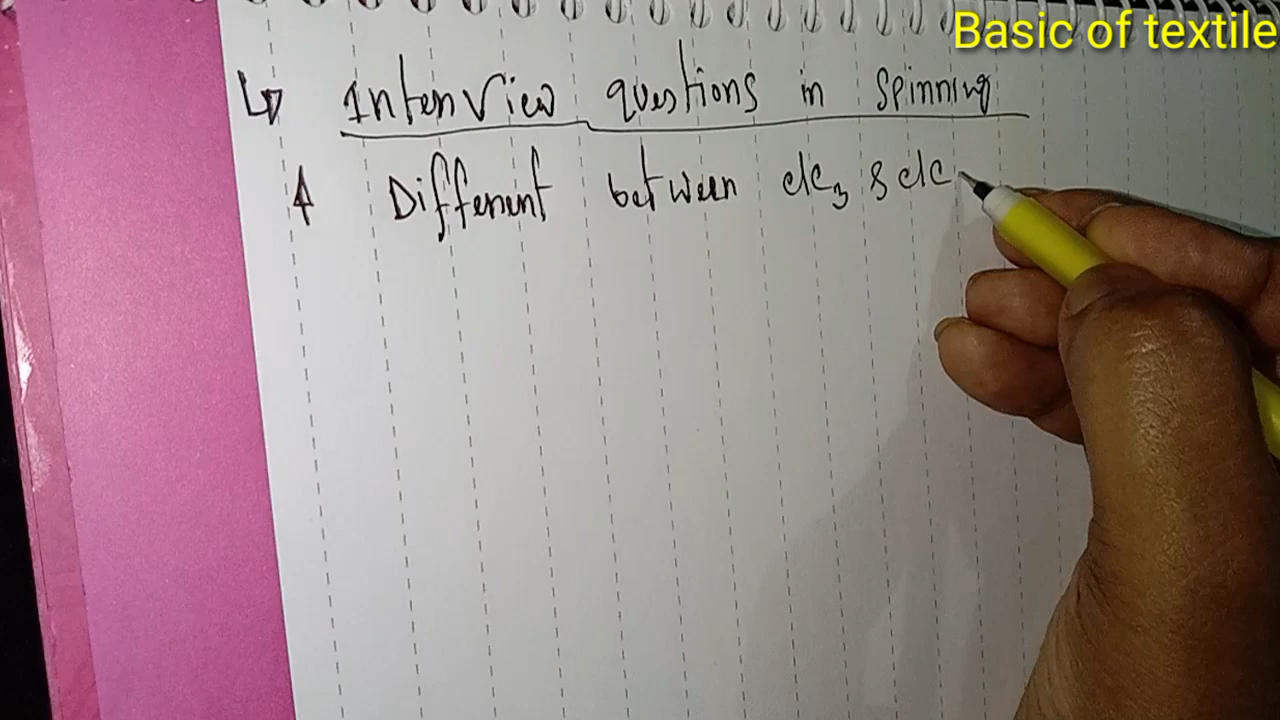 Basic of textile
Interview questions in spinning
Different between